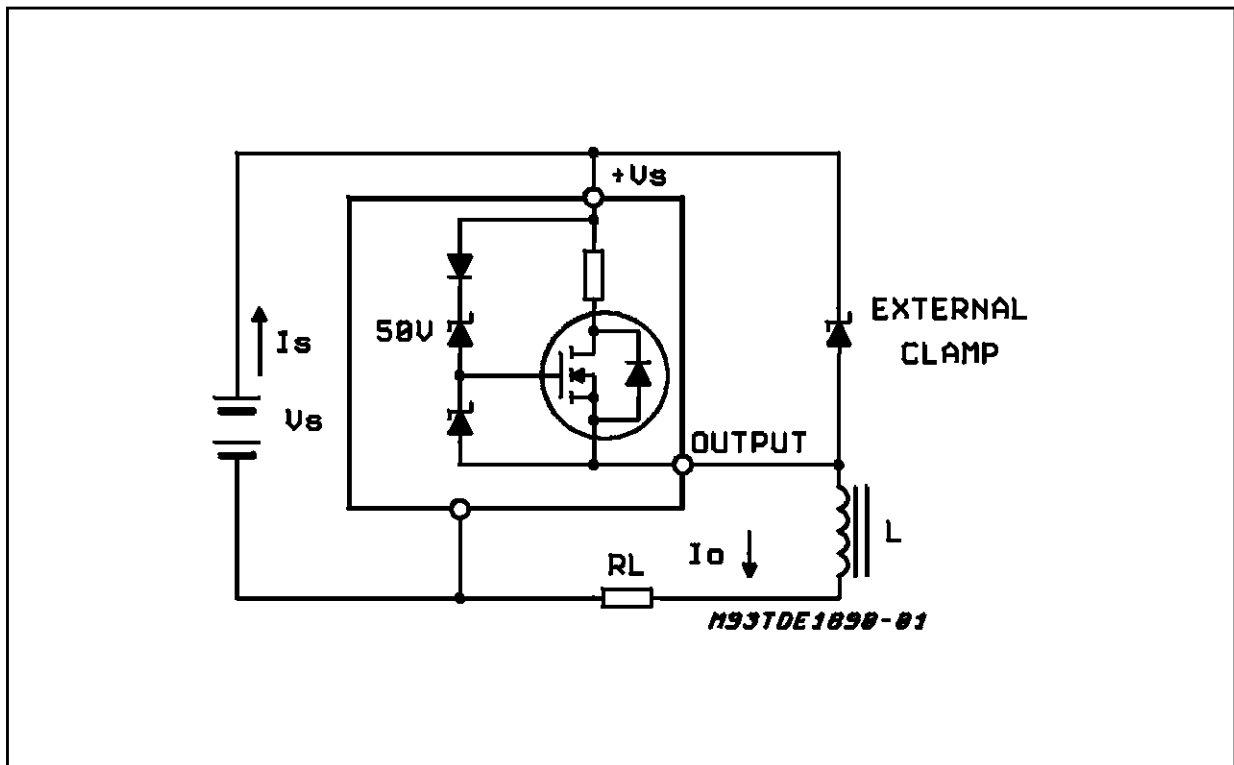 +Vs
50V
Is
Vs
EXTERNAL
CLAMP
OUTPUT
L
Io
RL
M93TDE1890-01